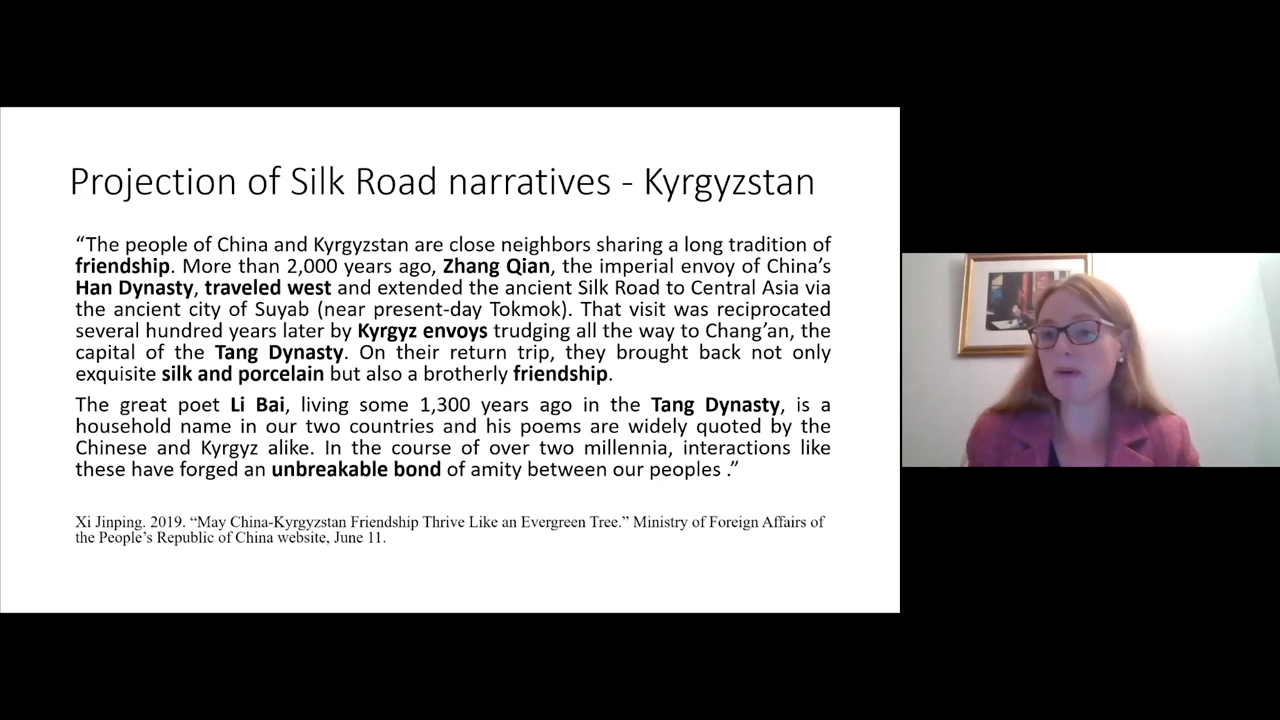 Projection of Silk Road narratives - Kyrgyzstan
“The people of China and Kyrgyzstan are close neighbors sharing a long tradition of
friendship. More than 2,000 years ago, Zhang Qian, the imperial envoy of China’s
Han Dynasty, traveled west and extended the ancient Silk Road to Central Asia via
the ancient city of Suyab (near present-day Tokmok). That visit was reciprocated
several hundred years later by Kyrgyz envoys trudging all the way to Chang’an, the
capital of the Tang Dynasty. On their return trip, they brought back not only
exquisite silk and porcelain but also a brotherly friendship.
The great poet Li Bai, living some 1,300 years ago in the Tang Dynasty, is a
household name in our two countries and his poems are widely quoted by the
Chinese and Kyrgyz alike. In the course of over two millennia, interactions like
these have forged an unbreakable bond of amity between our peoples .”
Xi Jinping. 2019. “May China-Kyrgyzstan Friendship Thrive Like an Evergreen Tree.” Ministry of Foreign Affairs of
the People’s Republic of China website, June 11.